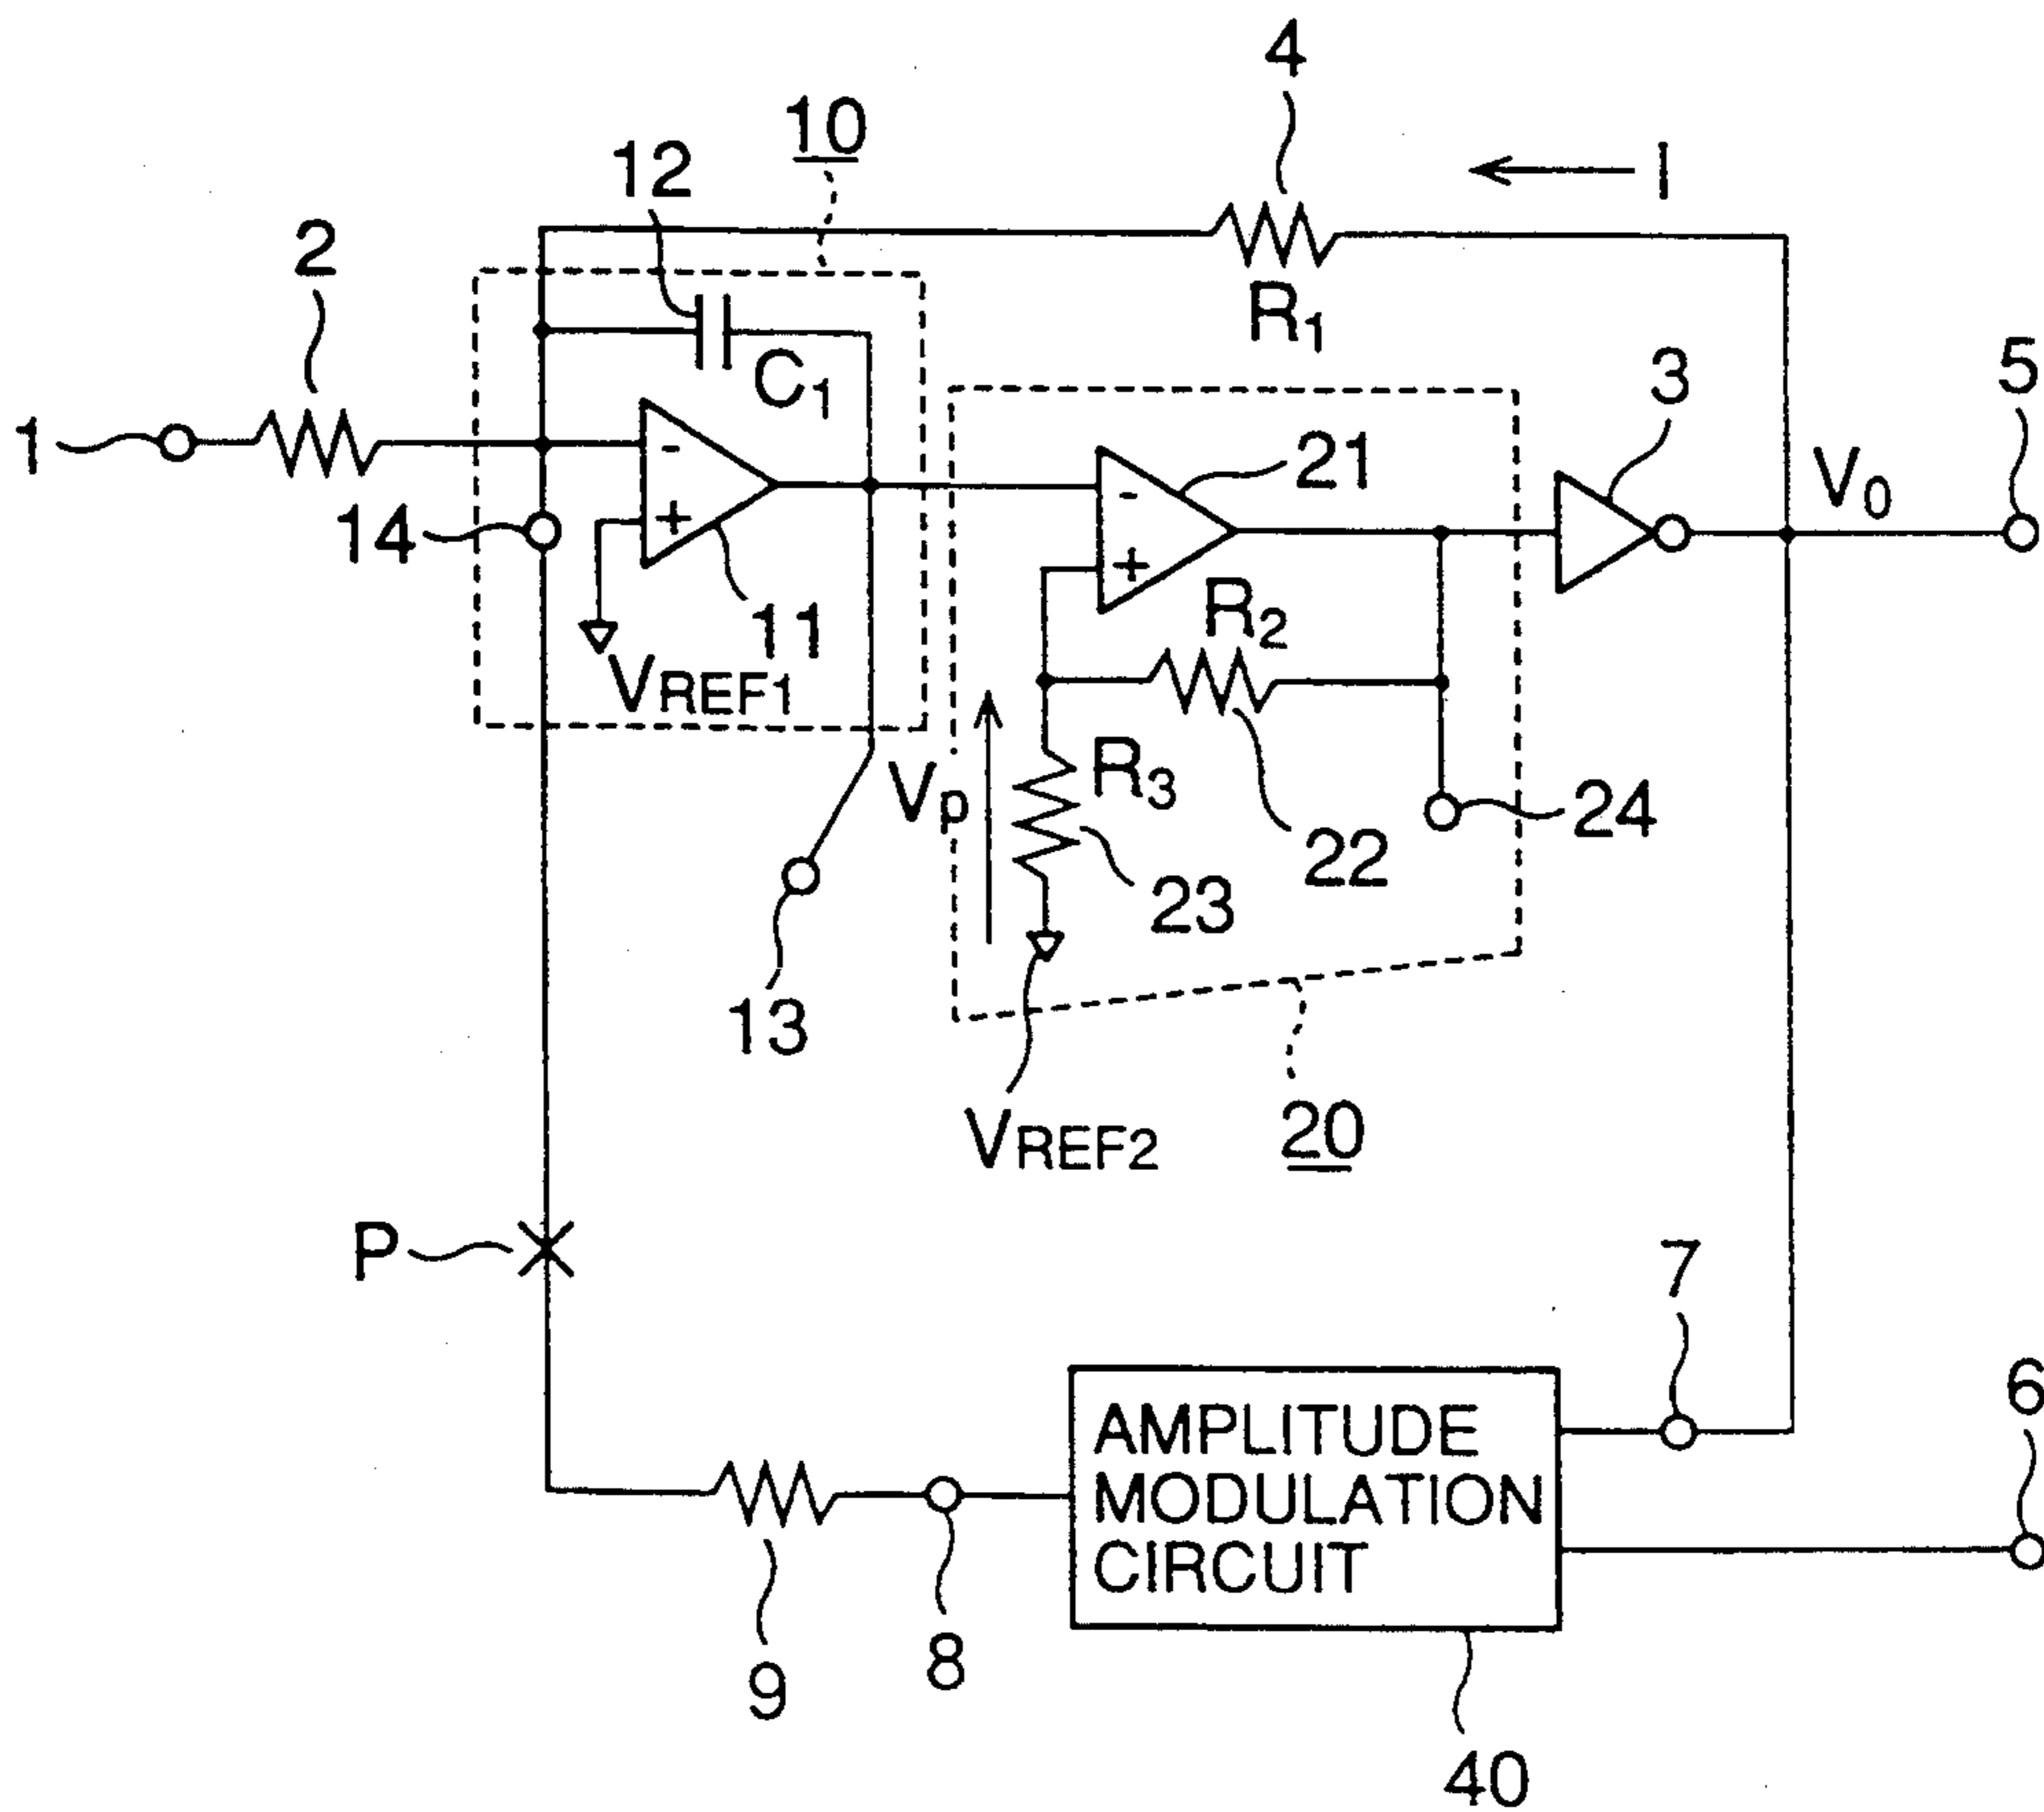 4
10
12
I
2
R1
C1
3
5
1
-
21
V0
-
14
+
+
R2
11
VREF1
R3
Vp
24
22
23
13
VREF2
20
P
7
6
AMPLITUDE
MODULATION
CIRCUIT
8
9
40